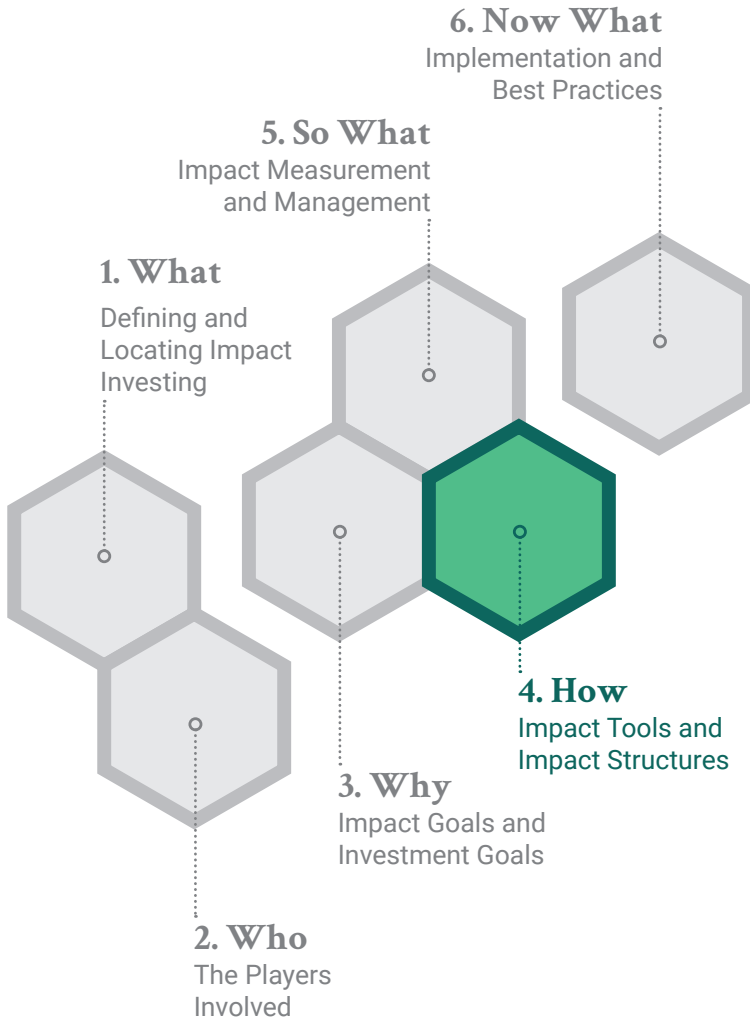 6. Now What
Implementation and
Best Practices
5. So What
Impact Measurement
and Management
1. What
Defining and
Locating Impact
Investing
4. How
Impact Tools and
Impact Structures
3. Why
Impact Goals and
Investment Goals
2. Who
The Players
Involved